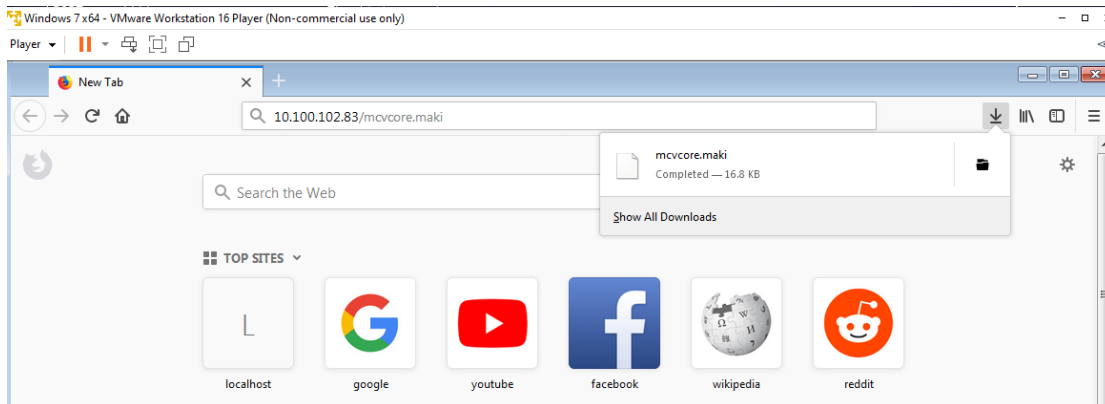 Windows 7 x64 - VMware Workstation 16 Player (Non-commercial use only)
Player
New Tab
10.100.102.83/mcvcore.maki
mcvcore.maki
Completed — 16.8 KB
Show All Downloads
Search the Web
TOP SITES
L
localhost
google
youtube
facebook
wikipedia
reddit